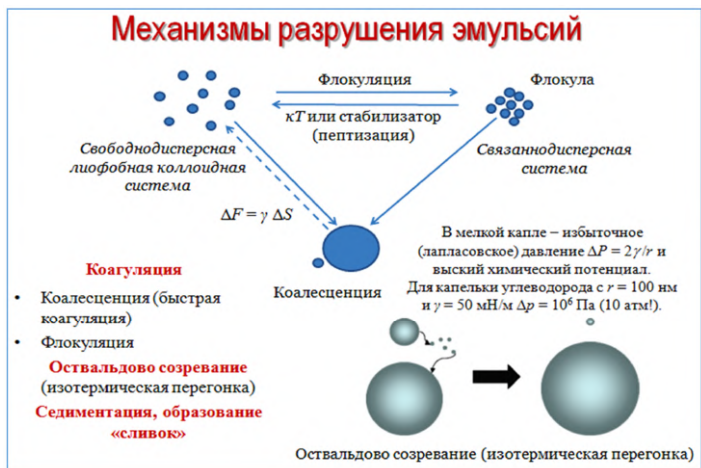 Механизмы разрушения эмульсий
Флокуляция
Флокула
кТ или стабилизатор
(пептизация)
Свободнодисперсная
лиофобная коллоидная
система
Связаннодисперсная
система
ΔF = γ ΔS
Коалесценция
В мелкой капле – избыточное
(лапласовское) давление ΔP = 2γ/r и
выский химический потенциал.
Для капельки углеводорода с r = 100 нм
и γ = 50 мН/м Δp = 10⁶ Па (10 атм!).
Коагуляция
• Коалесценция (быстрая
коагуляция)
• Флокуляция
Оствальдово созревание
(изотермическая перегонка)
Седиментация, образование
«сливок»
Оствальдово созревание (изотермическая перегонка)